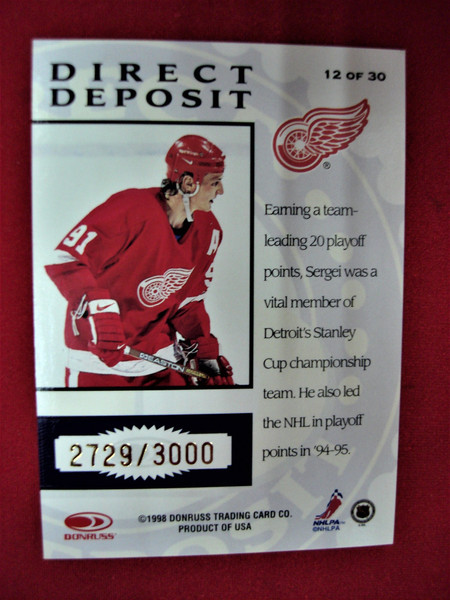 DIRECT
DEPOSIT
12 OF 30
91
A
EASTON
Earning a team-
leading 20 playoff
points, Sergei was a
vital member of
Detroit's Stanley
Cup championship
team. He also led
the NHL in playoff
points in '94-95.
2729/3000
DONRUSS
©1998 DONRUSS TRADING CARD CO.
PRODUCT OF USA
NHLPA
©NHLPA